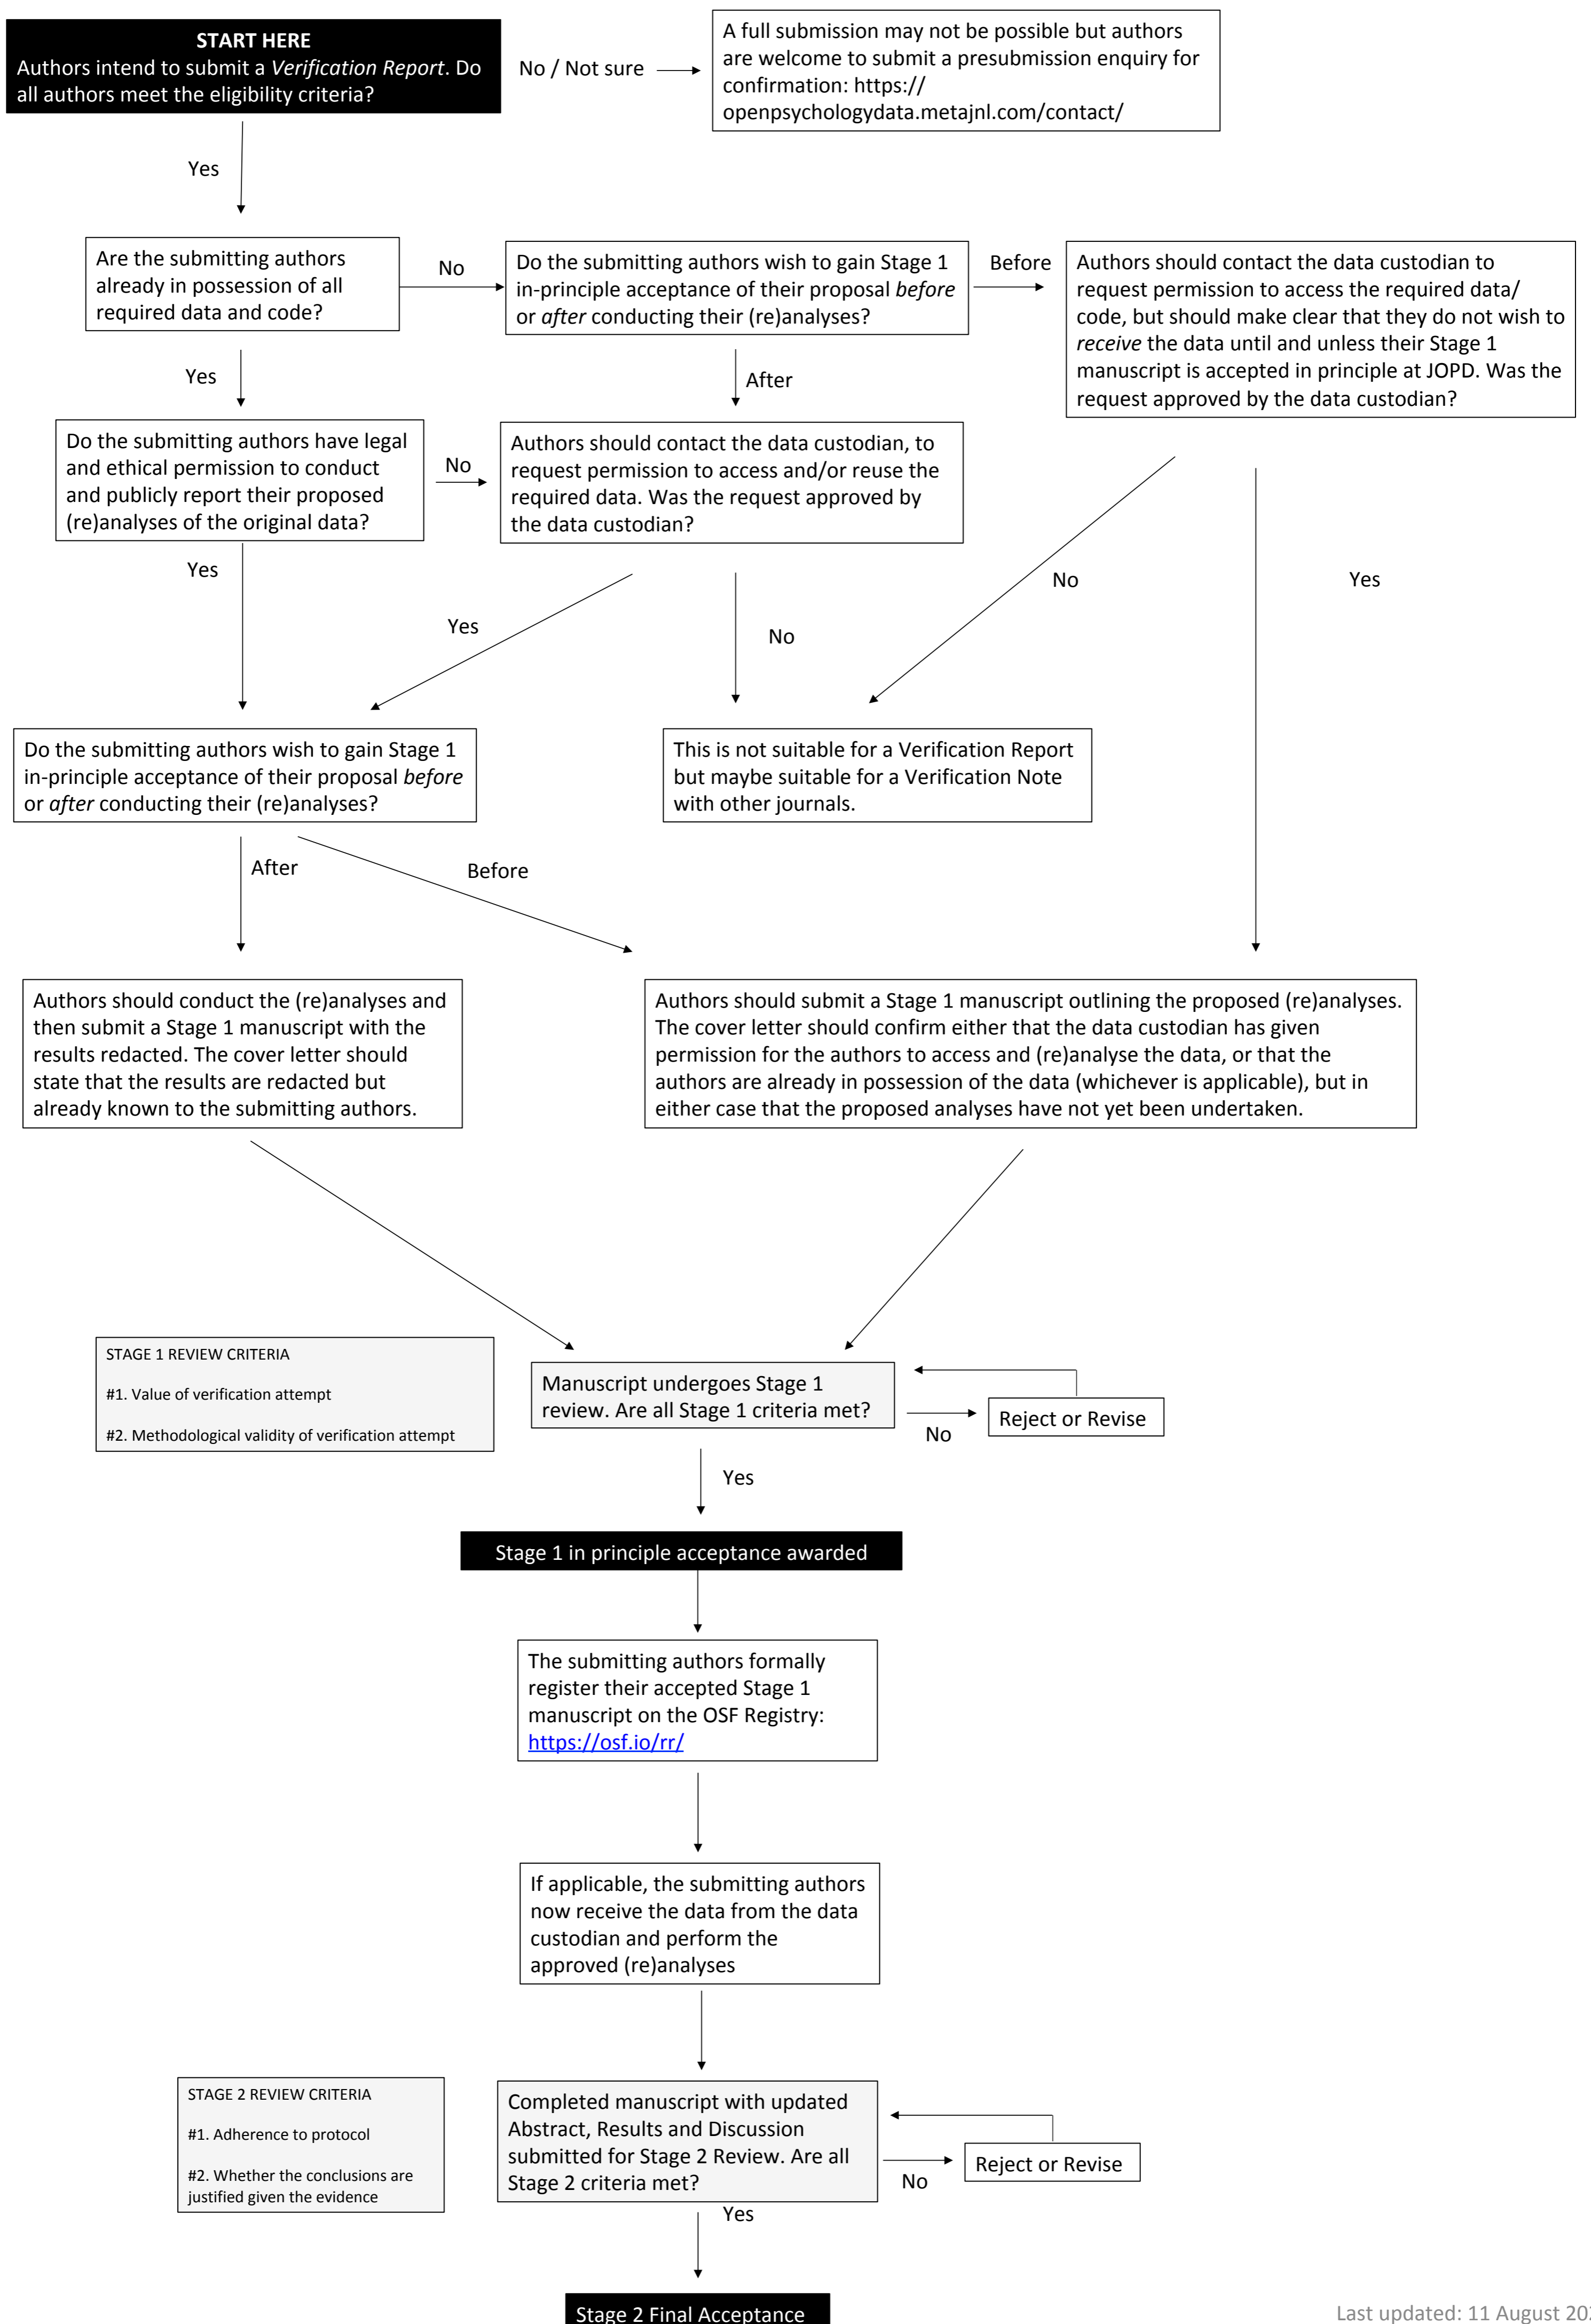 START HERE
Authors intend to submit a Verification Report. Do
all authors meet the eligibility criteria?
No / Not sure
A full submission may not be possible but authors
are welcome to submit a presubmission enquiry for
confirmation: https://
openpsychologydata.metajnl.com/contact/
Yes
Are the submitting authors
already in possession of all
required data and code?
No
Do the submitting authors wish to gain Stage 1
in-principle acceptance of their proposal before
or after conducting their (re)analyses?
Before
Authors should contact the data custodian to
request permission to access the required data/
code, but should make clear that they do not wish to
receive the data until and unless their Stage 1
manuscript is accepted in principle at JOPD. Was the
request approved by the data custodian?
Yes
After
Do the submitting authors have legal
and ethical permission to conduct
and publicly report their proposed
(re)analyses of the original data?
No
Authors should contact the data custodian, to
request permission to access and/or reuse the
required data. Was the request approved by
the data custodian?
Yes
Yes
No
No
Yes
Do the submitting authors wish to gain Stage 1
in-principle acceptance of their proposal before
or after conducting their (re)analyses?
This is not suitable for a Verification Report
but maybe suitable for a Verification Note
with other journals.
After
Before
Authors should conduct the (re)analyses and
then submit a Stage 1 manuscript with the
results redacted. The cover letter should
state that the results are redacted but
already known to the submitting authors.
Authors should submit a Stage 1 manuscript outlining the proposed (re)analyses.
The cover letter should confirm either that the data custodian has given
permission for the authors to access and (re)analyse the data, or that the
authors are already in possession of the data (whichever is applicable), but in
either case that the proposed analyses have not yet been undertaken.
STAGE 1 REVIEW CRITERIA
#1. Value of verification attempt
#2. Methodological validity of verification attempt
Manuscript undergoes Stage 1
review. Are all Stage 1 criteria met?
No
Reject or Revise
Yes
Stage 1 in principle acceptance awarded
The submitting authors formally
register their accepted Stage 1
manuscript on the OSF Registry:
https://osf.io/rr/
If applicable, the submitting authors
now receive the data from the data
custodian and perform the
approved (re)analyses
STAGE 2 REVIEW CRITERIA
#1. Adherence to protocol
#2. Whether the conclusions are
justified given the evidence
Completed manuscript with updated
Abstract, Results and Discussion
submitted for Stage 2 Review. Are all
Stage 2 criteria met?
No
Reject or Revise
Yes
Stage 2 Final Acceptance
Last updated: 11 August